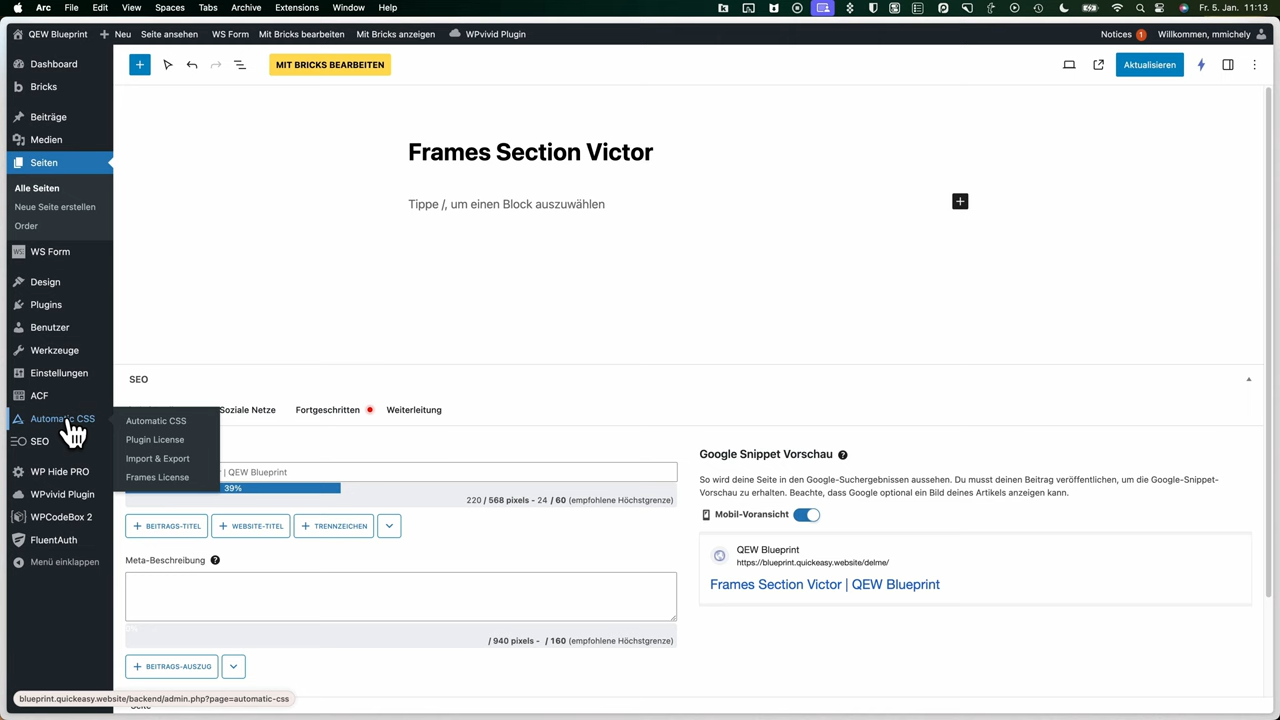 Arc File Edit View Spaces Tabs Archive Extensions Window Help Fr. 5. Jan. 11:13
QEW Blueprint Neu Seite ansehen WS Form Mit Bricks bearbeiten Mit Bricks anzeigen WPvivid Plugin Notices 1 Willkommen, mmichely
Dashboard
Bricks
Beiträge
Medien
Seiten
Alle Seiten
Neue Seite erstellen
Order
WS Form
Design
Plugins
Benutzer
Werkzeuge
Einstellungen
ACF
Automatic CSS
SEO
WP Hide PRO
WPvivid Plugin
WPCodeBox 2
FluentAuth
Menü einklappen
Automatic CSS
Plugin License
Import & Export
Frames License
MIT BRICKS BEARBEITEN
Aktualisieren
Frames Section Victor
Tippe /, um einen Block auszuwählen
SEO
Soziale Netze Fortgeschritten Weiterleitung
| QEW Blueprint
39%
220 / 568 pixels - 24 / 60 (empfohlene Höchstgrenze)
+ BEITRAGS-TITEL + WEBSITE-TITEL + TRENNZEICHEN
Meta-Beschreibung
0%
/ 940 pixels - / 160 (empfohlene Höchstgrenze)
+ BEITRAGS-AUSZUG
Google Snippet Vorschau
So wird deine Seite in den Google-Suchergebnissen aussehen. Du musst deinen Beitrag veröffentlichen, um die Google-Snippet-
Vorschau zu erhalten. Beachte, dass Google optional ein Bild deines Artikels anzeigen kann.
Mobil-Voransicht
QEW Blueprint
https://blueprint.quickeasy.website/delme/
Frames Section Victor | QEW Blueprint
blueprint.quickeasy.website/backend/admin.php?page=automatic-css
Seite